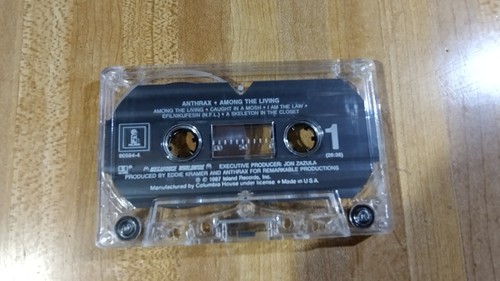 ANTHRAX • AMONG THE LIVING
AMONG THE LIVING • CAUGHT IN A MOSH • I AM THE LAW •
EFILNIKUFESIN (N.F.L.) • A SKELETON IN THE CLOSET
1
90584-4
EXECUTIVE PRODUCER: JON ZAZULA
PRODUCED BY EDDIE KRAMER AND ANTHRAX FOR REMARKABLE PRODUCTIONS
℗ © 1987 Island Records, Inc.
Manufactured by Columbia House under license • Made in U S A